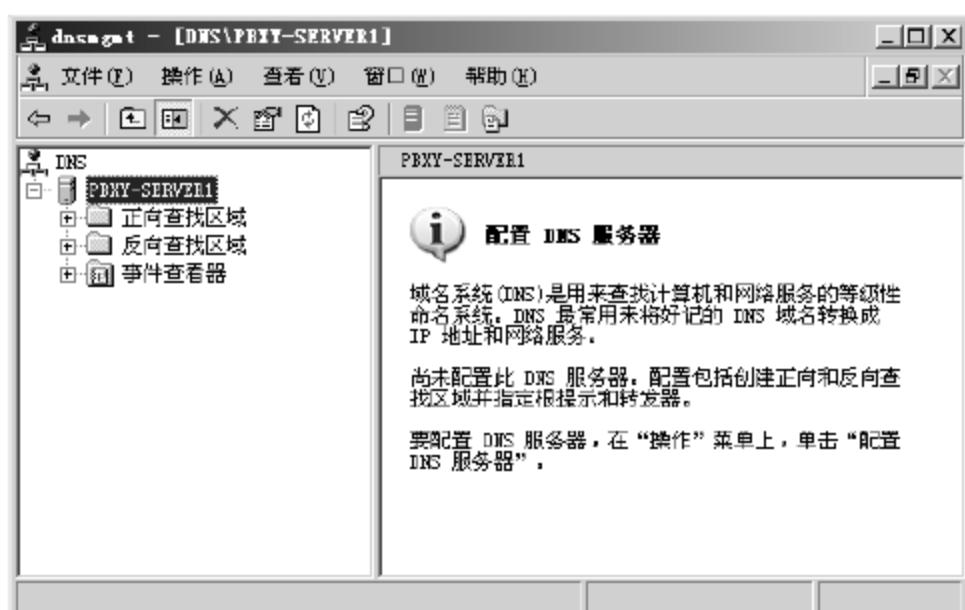 dnsmgmt - [DNS\PBXY-SERVER1]
文件(F) 操作(A) 查看(V) 窗口(W) 帮助(H)
DNS
PBXY-SERVER1
正向查找区域
反向查找区域
事件查看器
PBXY-SERVER1
配置 DNS 服务器
域名系统(DNS)是用来查找计算机和网络服务的等级性
命名系统。DNS 最常用来将好记的 DNS 域名转换成
IP 地址和网络服务。
尚未配置此 DNS 服务器。配置包括创建正向和反向查
找区域并指定根提示和转发器。
要配置 DNS 服务器，在“操作”菜单上，单击“配置
DNS 服务器”。